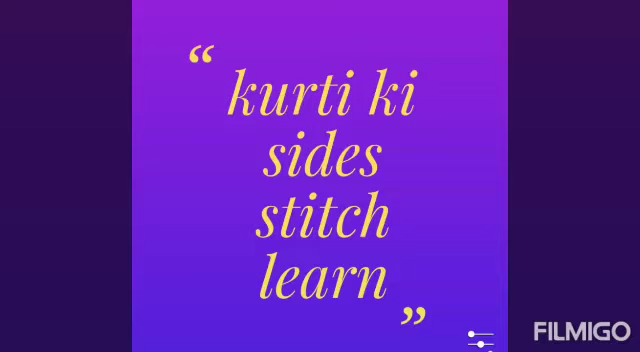 “
kurti ki
sides
stitch
learn
”
FILMIGO